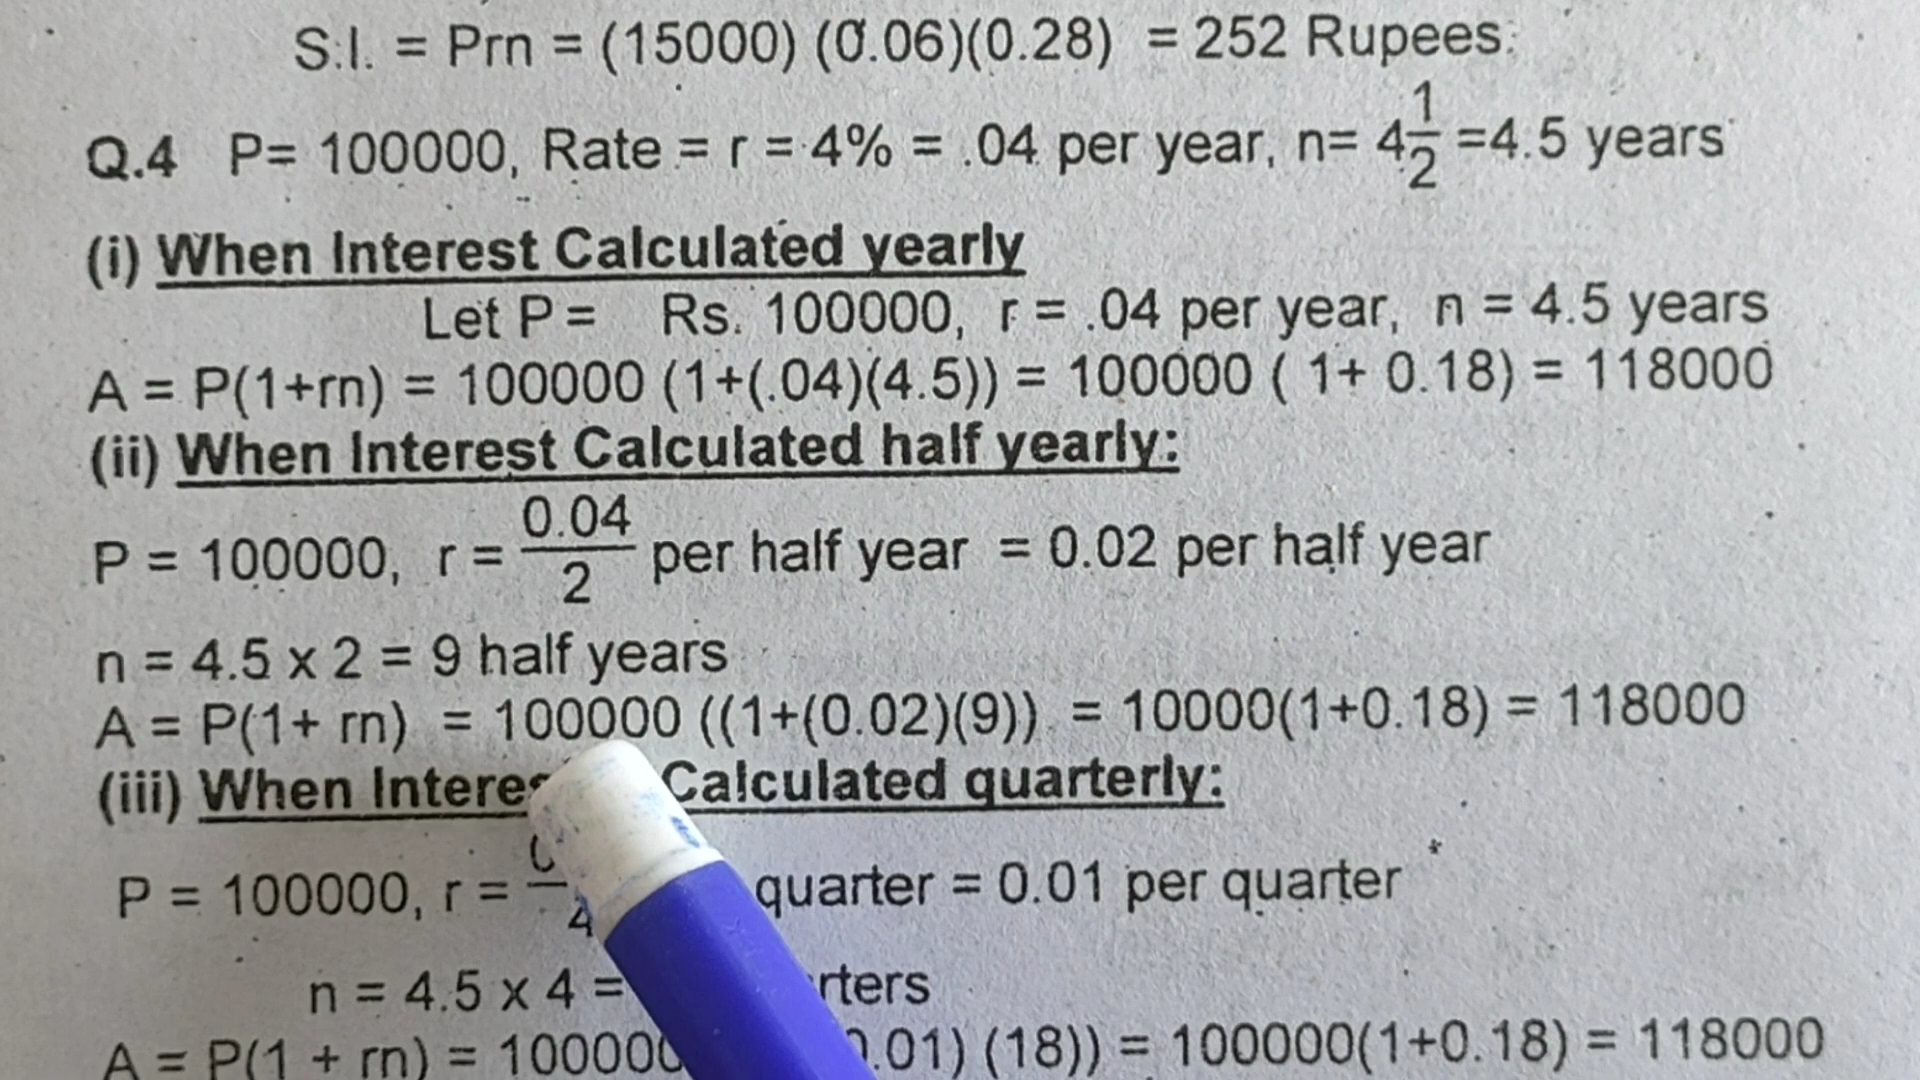 S.I. = Prn = (15000) (0.06)(0.28) = 252 Rupees.
Q.4 P= 100000, Rate = r = 4% = .04 per year, n= 4 1/2 =4.5 years
(i) When Interest Calculated yearly
Let P = Rs. 100000, r = .04 per year, n = 4.5 years
A = P(1+rn) = 100000 (1+(.04)(4.5)) = 100000 ( 1+ 0.18) = 118000
(ii) When Interest Calculated half yearly:
P = 100000, r = 0.04/2 per half year = 0.02 per half year
n = 4.5 x 2 = 9 half years
A = P(1+ rn) = 100000 ((1+(0.02)(9)) = 10000(1+0.18) = 118000
(iii) When Calculated quarterly:
P = 100000, r = 4 quarter = 0.01 per quarter
n = 4.5 x 4 =
A = P(1 + rn) = .01) (18)) = 100000(1+0.18) = 118000